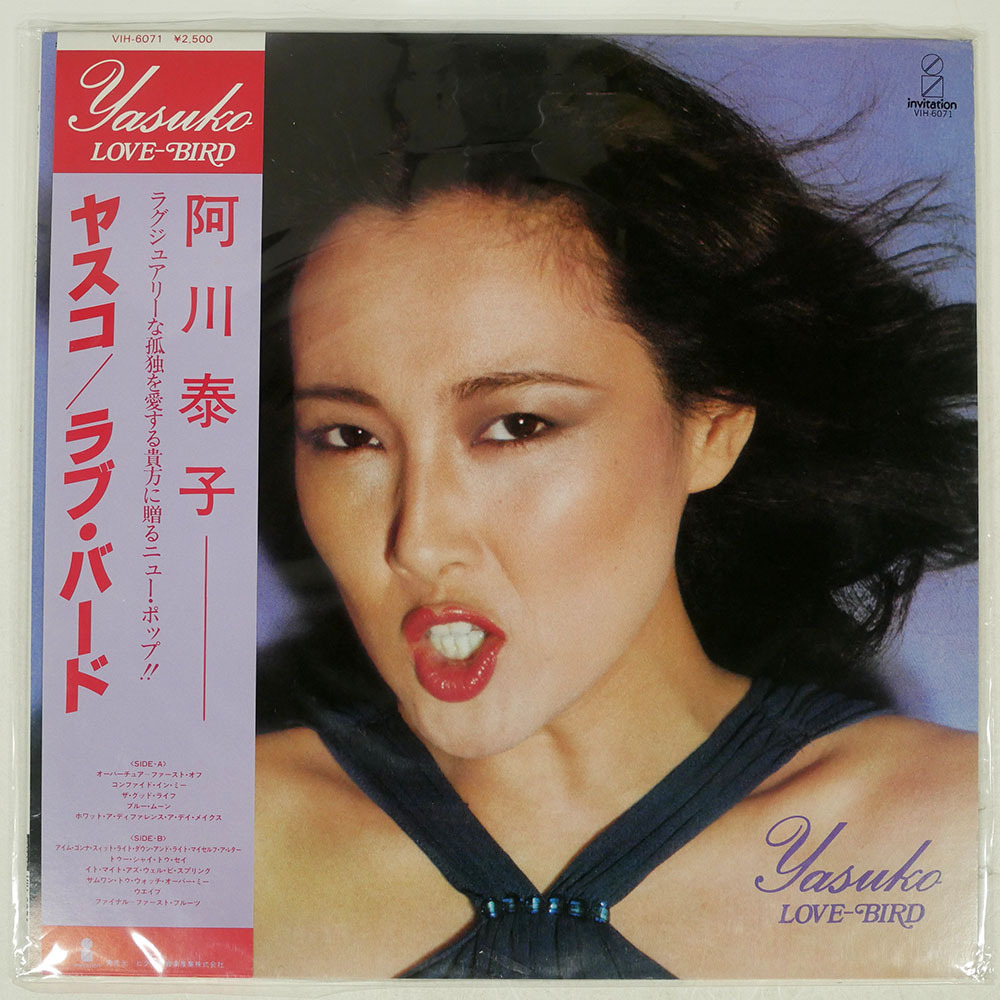 VIH-6071 ¥2,500
Yasuko
LOVE-BIRD
阿川泰子
ラグジュアリーな孤独を愛する貴方に贈るニュー・ポップ!!
ヤスコ/ラブ・バード
〈SIDE-A〉
オーバーチュアーファースト・オフ
コンファイド・イン・ミー
ザ・グッド・ライフ
ブルー・ムーン
ホワット・ア・ディファレンス・ア・デイ・メイクス
〈SIDE-B〉
アイム・ゴンナ・スィット・ライト・ダウン・アンド・ライト・マイセルフ・ア・レター
トゥー・シャイ・トゥ・セイ
イト・マイト・アズ・ウェル・ビ・スプリング
サムワン・トゥ・ウォッチ・オーバー・ミー
ウエイブ
ファイナルーファースト・フルーツ
invitation
VIH-6071
Yasuko
LOVE-BIRD